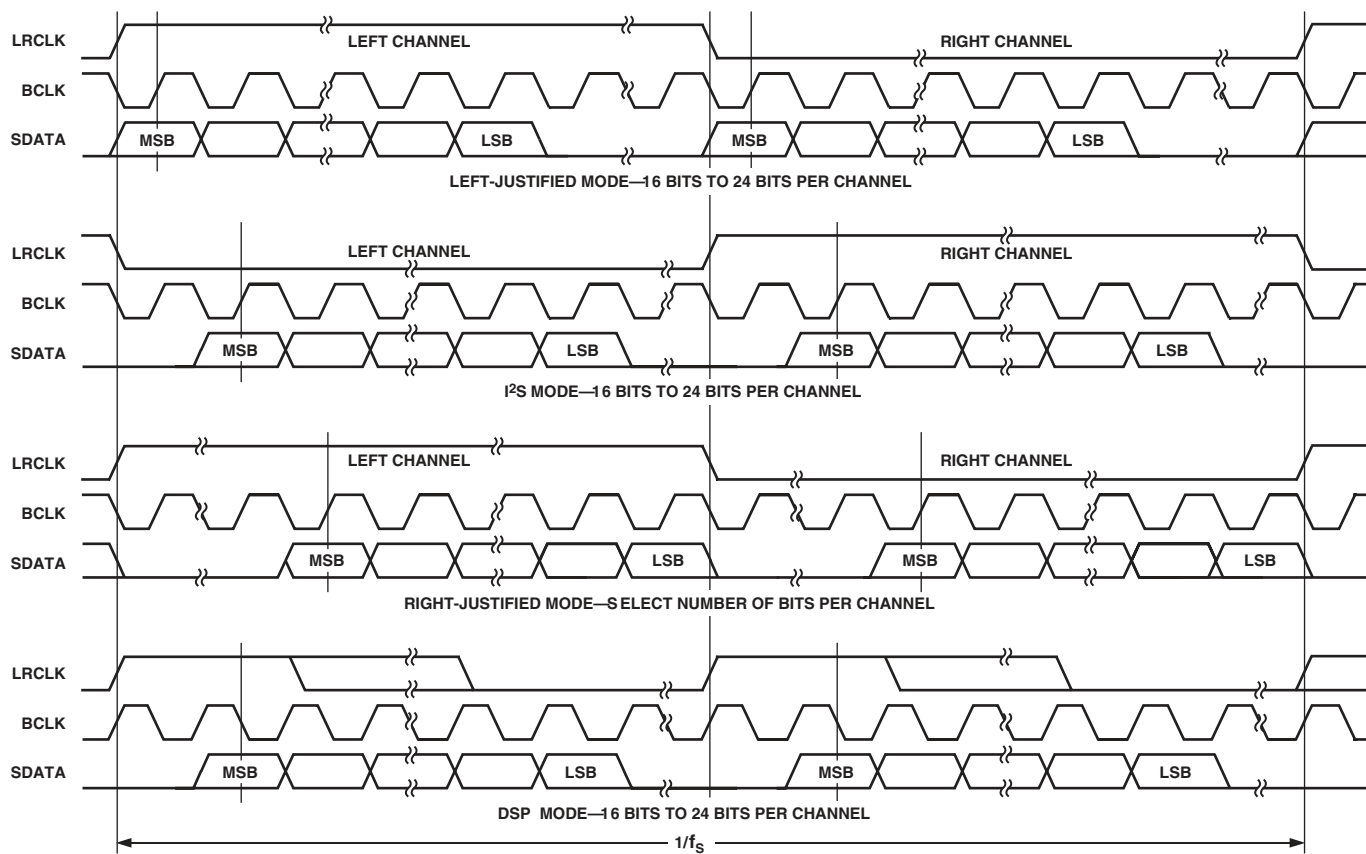 LRCLK
LEFT CHANNEL
RIGHT CHANNEL
BCLK
SDATA
MSB
LSB
MSB
LSB
LEFT-JUSTIFIED MODE—16 BITS TO 24 BITS PER CHANNEL
LRCLK
LEFT CHANNEL
RIGHT CHANNEL
BCLK
SDATA
MSB
LSB
MSB
LSB
I²S MODE—16 BITS TO 24 BITS PER CHANNEL
LRCLK
LEFT CHANNEL
RIGHT CHANNEL
BCLK
SDATA
MSB
LSB
MSB
LSB
RIGHT-JUSTIFIED MODE—SELECT NUMBER OF BITS PER CHANNEL
LRCLK
BCLK
SDATA
MSB
LSB
MSB
LSB
DSP MODE—16 BITS TO 24 BITS PER CHANNEL
1/fS